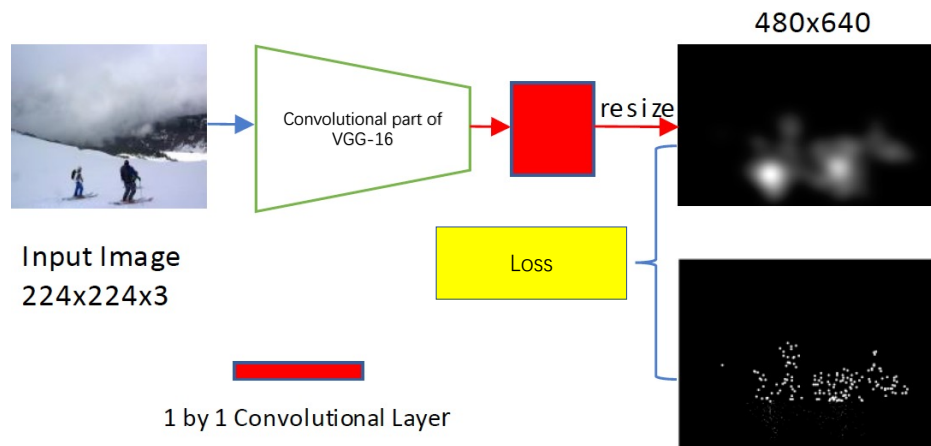 480x640
Convolutional part of
VGG-16
resize
Input Image
224x224x3
Loss
1 by 1 Convolutional Layer